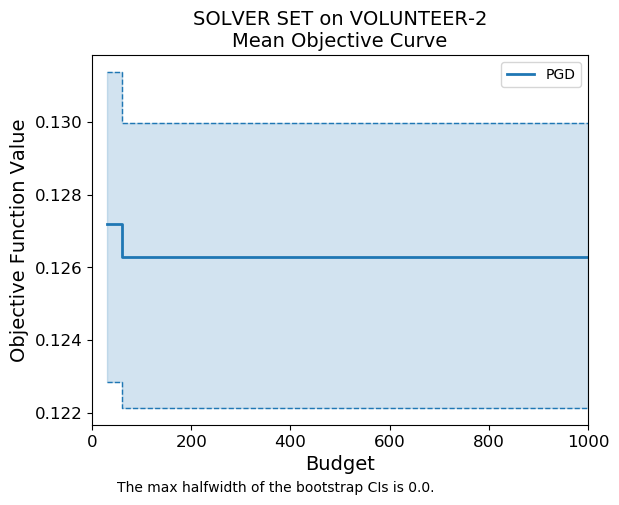 SOLVER SET on VOLUNTEER-2
Mean Objective Curve
PGD
Objective Function Value
0.130
0.128
0.126
0.124
0.122
0
200
400
600
800
1000
Budget
The max halfwidth of the bootstrap CIs is 0.0.